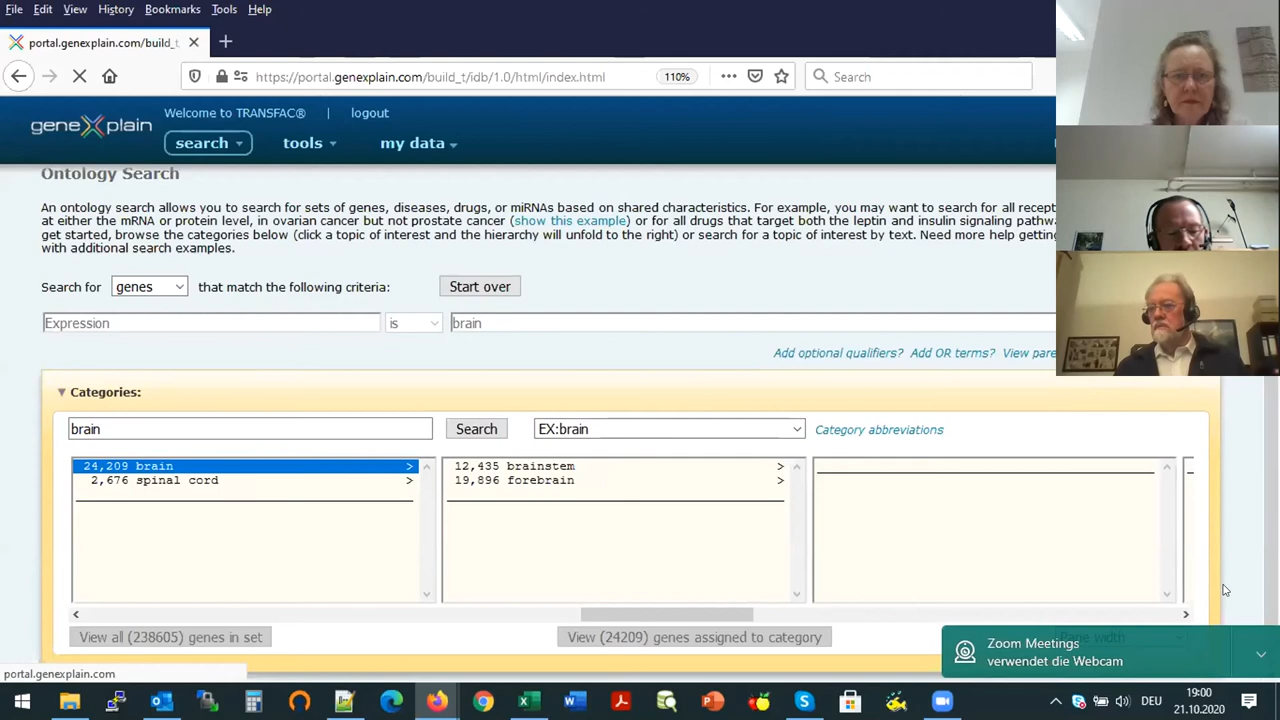 File Edit View History Bookmarks Tools Help
portal.genexplain.com/build_t
https://portal.genexplain.com/build_t/idb/1.0/html/index.html 110% Search
geneXplain Welcome to TRANSFAC® | logout
search tools my data
Ontology Search
An ontology search allows you to search for sets of genes, diseases, drugs, or miRNAs based on shared characteristics. For example, you may want to search for all recept
at either the mRNA or protein level, in ovarian cancer but not prostate cancer (show this example) or for all drugs that target both the leptin and insulin signaling pathwa
get started, browse the categories below (click a topic of interest and the hierarchy will unfold to the right) or search for a topic of interest by text. Need more help getting
with additional search examples.
Search for genes that match the following criteria: Start over
Expression is brain
Add optional qualifiers? Add OR terms? View pare
Categories:
brain Search EX:brain Category abbreviations
24,209 brain > 12,435 brainstem >
2,676 spinal cord > 19,896 forebrain >
View all (238605) genes in set View (24209) genes assigned to category Pane width
Zoom Meetings
verwendet die Webcam
portal.genexplain.com
DEU 19:00
21.10.2020